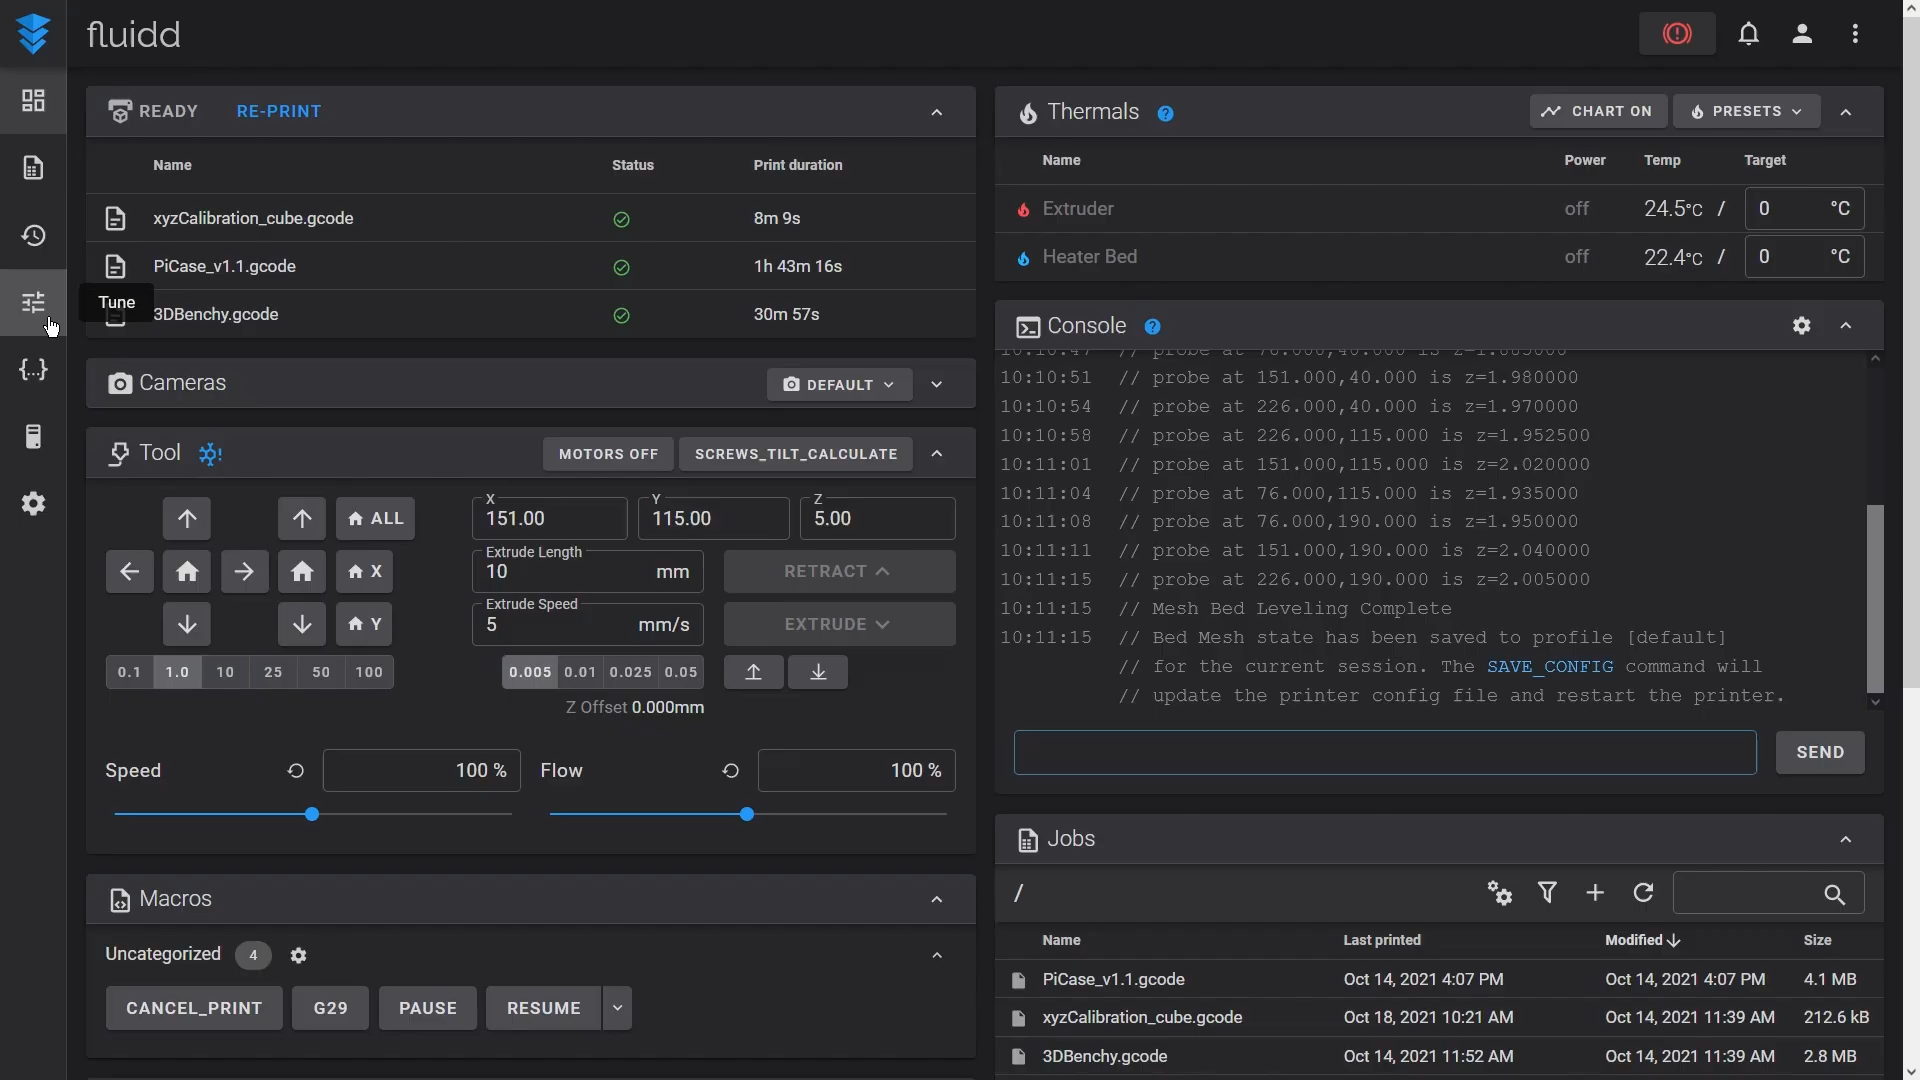 fluidd
READY RE-PRINT
Name Status Print duration
xyzCalibration_cube.gcode 8m 9s
PiCase_v1.1.gcode 1h 43m 16s
Tune
3DBenchy.gcode 30m 57s
Cameras DEFAULT
Tool MOTORS OFF SCREWS_TILT_CALCULATE
X Y Z
ALL 151.00 115.00 5.00
Extrude Length
X 10 mm RETRACT
Extrude Speed
Y 5 mm/s EXTRUDE
0.1 1.0 10 25 50 100 0.005 0.01 0.025 0.05
Z Offset 0.000mm
Speed 100 % Flow 100 %
Macros
Uncategorized 4
CANCEL_PRINT G29 PAUSE RESUME
Thermals ? CHART ON PRESETS
Name Power Temp Target
Extruder off 24.5°C / 0 °C
Heater Bed off 22.4°C / 0 °C
Console ?
10:10:51 // probe at 151.000,40.000 is z=1.980000
10:10:54 // probe at 226.000,40.000 is z=1.970000
10:10:58 // probe at 226.000,115.000 is z=1.952500
10:11:01 // probe at 151.000,115.000 is z=2.020000
10:11:04 // probe at 76.000,115.000 is z=1.935000
10:11:08 // probe at 76.000,190.000 is z=1.950000
10:11:11 // probe at 151.000,190.000 is z=2.040000
10:11:15 // probe at 226.000,190.000 is z=2.005000
10:11:15 // Mesh Bed Leveling Complete
10:11:15 // Bed Mesh state has been saved to profile [default]
// for the current session. The SAVE_CONFIG command will
// update the printer config file and restart the printer.
SEND
Jobs
/
Name Last printed Modified Size
PiCase_v1.1.gcode Oct 14, 2021 4:07 PM Oct 14, 2021 4:07 PM 4.1 MB
xyzCalibration_cube.gcode Oct 18, 2021 10:21 AM Oct 14, 2021 11:39 AM 212.6 kB
3DBenchy.gcode Oct 14, 2021 11:52 AM Oct 14, 2021 11:39 AM 2.8 MB